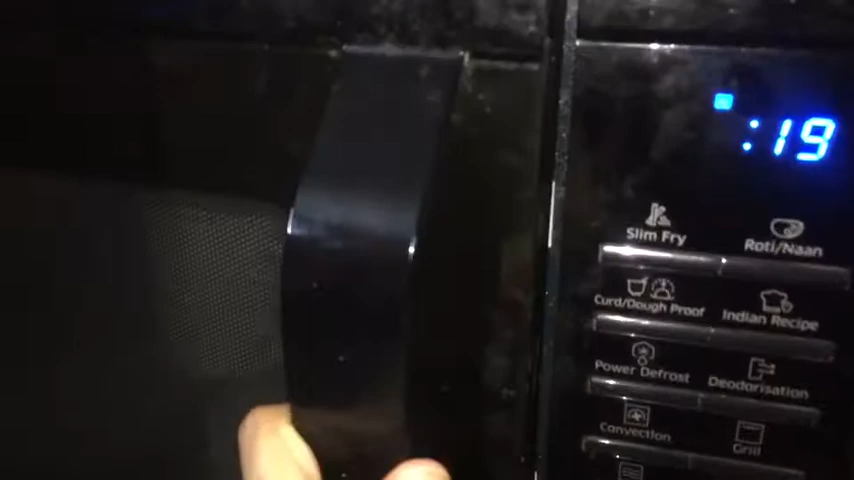 :19
Slim Fry
Roti/Naan
Curd/Dough Proof
Indian Recipe
Power Defrost
Deodorisation
Convection
Grill